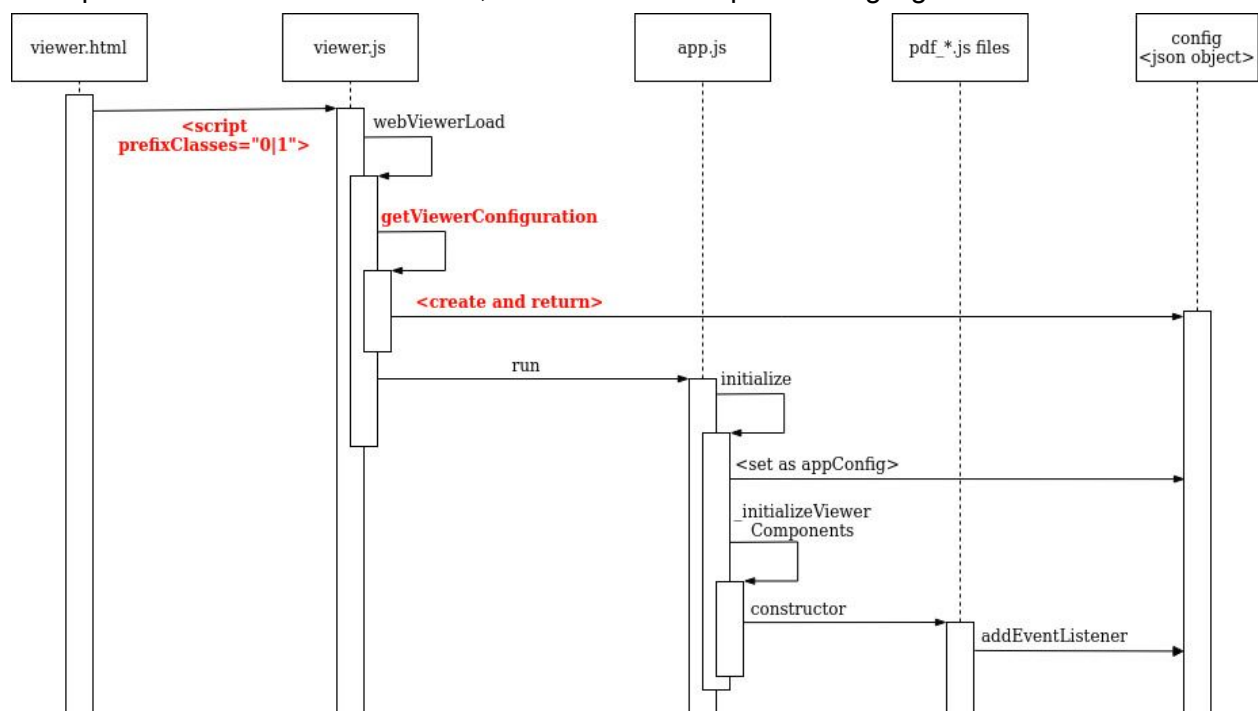 viewer.html
viewer.js
app.js
pdf_*.js files
config
<json object>
<script
prefixClasses="0|1">
webViewerLoad
getViewerConfiguration
<create and return>
run
initialize
<set as appConfig>
_initializeViewer
Components
constructor
addEventListener